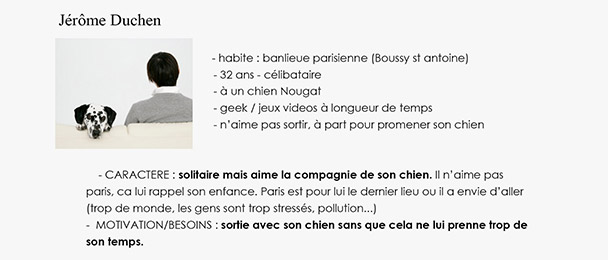 Jérôme Duchen
- habite : banlieue parisienne (Boussy st antoine)
- 32 ans - célibataire
- à un chien Nougat
- geek / jeux videos à longueur de temps
- n'aime pas sortir, à part pour promener son chien
- CARACTERE : solitaire mais aime la compagnie de son chien. Il n'aime pas
paris, ca lui rappel son enfance. Paris est pour lui le dernier lieu ou il a envie d'aller
(trop de monde, les gens sont trop stressés, pollution...)
- MOTIVATION/BESOINS : sortie avec son chien sans que cela ne lui prenne trop de
son temps.